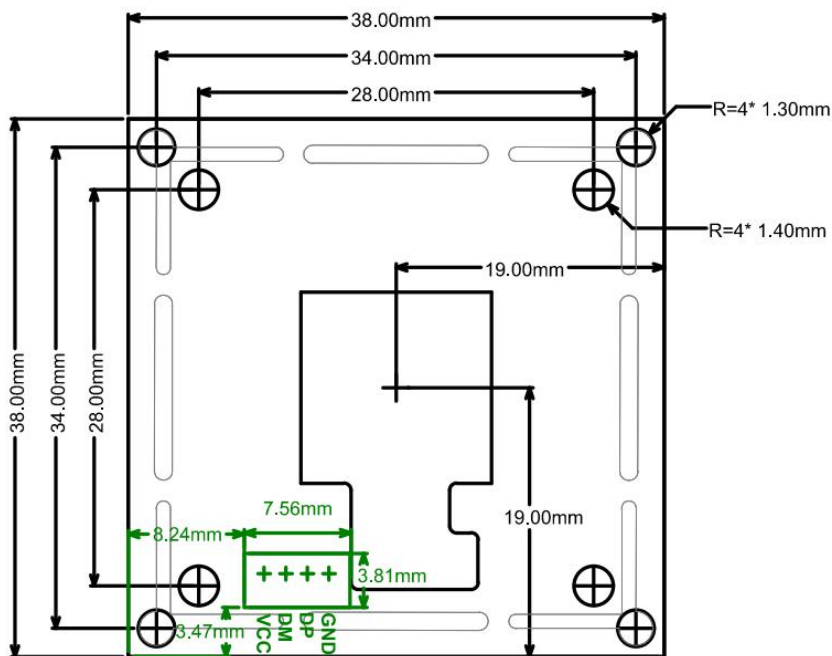 38.00mm
34.00mm
28.00mm
R=4* 1.30mm
R=4* 1.40mm
19.00mm
38.00mm
34.00mm
28.00mm
19.00mm
7.56mm
8.24mm
3.81mm
3.47mm
VCC
DM
DP
GND